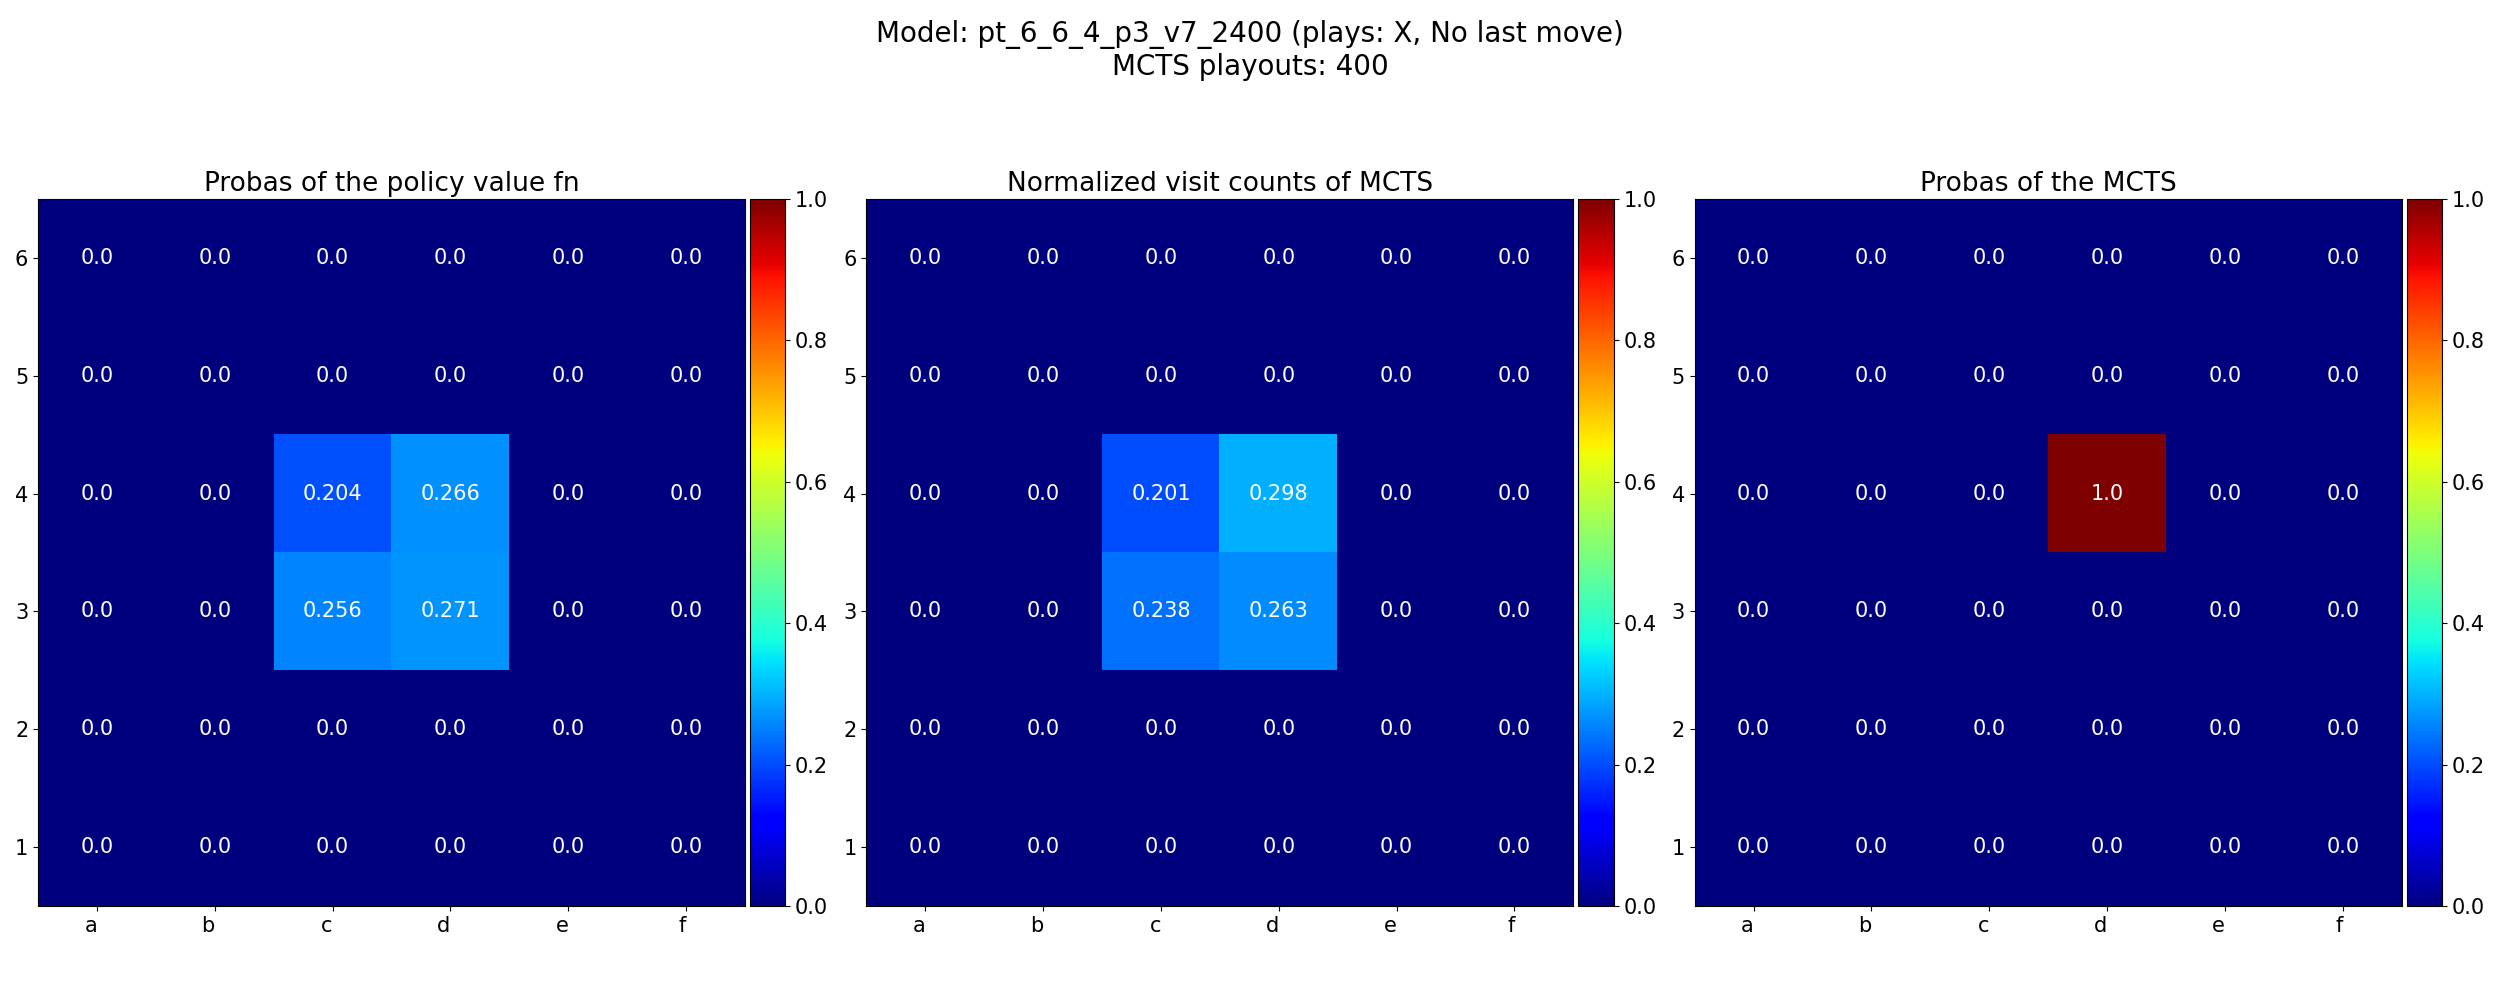 Model: pt_6_6_4_p3_v7_2400 (plays: X, No last move)
MCTS playouts: 400
Probas of the policy value fn
6 0.0 0.0 0.0 0.0 0.0 0.0
5 0.0 0.0 0.0 0.0 0.0 0.0
4 0.0 0.0 0.204 0.266 0.0 0.0
3 0.0 0.0 0.256 0.271 0.0 0.0
2 0.0 0.0 0.0 0.0 0.0 0.0
1 0.0 0.0 0.0 0.0 0.0 0.0
a b c d e f
1.0
0.8
0.6
0.4
0.2
0.0
Normalized visit counts of MCTS
6 0.0 0.0 0.0 0.0 0.0 0.0
5 0.0 0.0 0.0 0.0 0.0 0.0
4 0.0 0.0 0.201 0.298 0.0 0.0
3 0.0 0.0 0.238 0.263 0.0 0.0
2 0.0 0.0 0.0 0.0 0.0 0.0
1 0.0 0.0 0.0 0.0 0.0 0.0
a b c d e f
1.0
0.8
0.6
0.4
0.2
0.0
Probas of the MCTS
6 0.0 0.0 0.0 0.0 0.0 0.0
5 0.0 0.0 0.0 0.0 0.0 0.0
4 0.0 0.0 0.0 1.0 0.0 0.0
3 0.0 0.0 0.0 0.0 0.0 0.0
2 0.0 0.0 0.0 0.0 0.0 0.0
1 0.0 0.0 0.0 0.0 0.0 0.0
a b c d e f
1.0
0.8
0.6
0.4
0.2
0.0